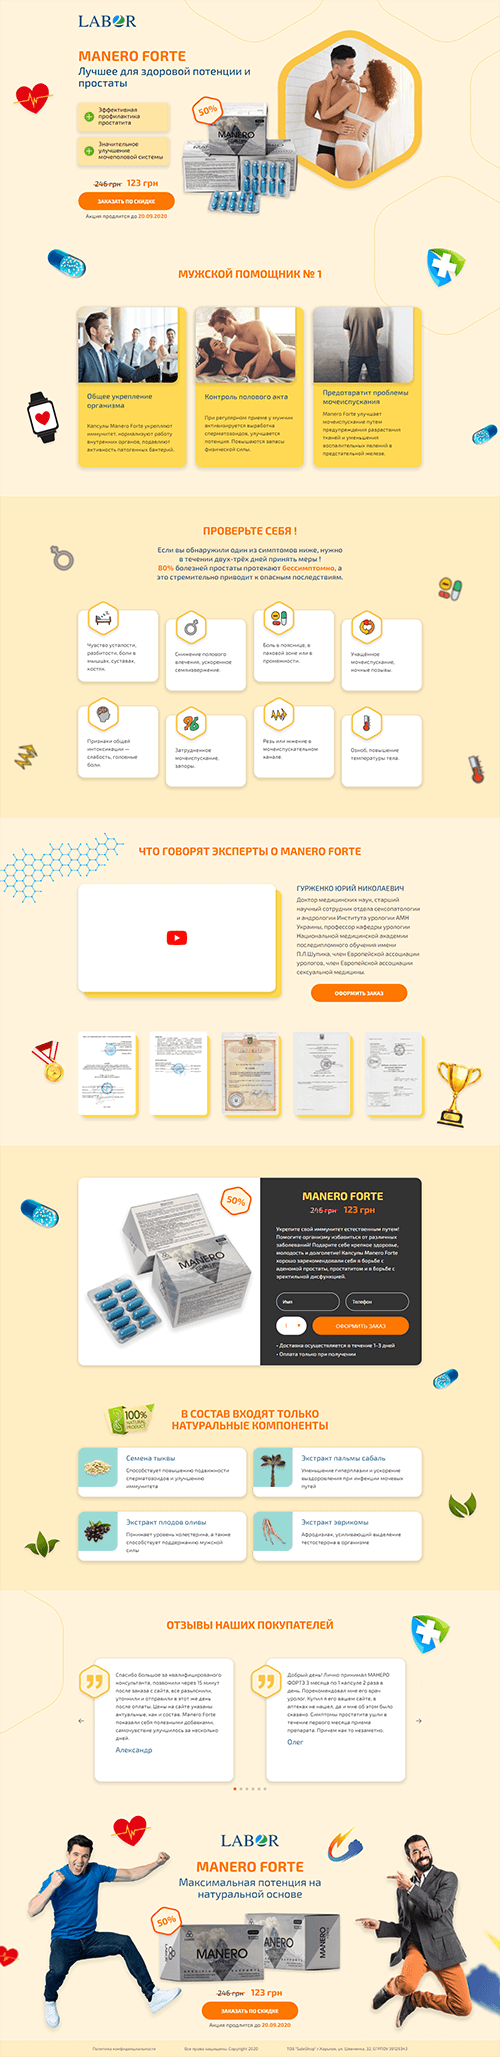 LABOR
MANERO FORTE
Лучшее для здоровой потенции и
простаты
Эффективная
профилактика
простатита
Значительное
улучшение
мочеполовой системы
50%
MANERO
246 грн 123 грн
ЗАКАЗАТЬ ПО СКИДКЕ
Акция продлится до 20.09.2020
МУЖСКОЙ ПОМОЩНИК № 1
Общее укрепление
организма
Капсулы Manero Forte укрепляют
иммунитет, нормализуют работу
внутренних органов, подавляют
активность патогенных бактерий.
Контроль полового акта
При регулярном приеме у мужчин
активизируется выработка
сперматозоидов, улучшается
потенция. Повышаются запасы
физической силы.
Предотвратит проблемы
мочеиспускания
Manero Forte улучшает
мочеиспускание путем
предупреждения разрастания
тканей и уменьшения
воспалительных явлений в
предстательной железе.
ПРОВЕРЬТЕ СЕБЯ !
Если вы обнаружили один из симптомов ниже, нужно
в течении двух-трёх дней принять меры !
80% болезней простаты протекают бессимптомно, а
это стремительно приводит к опасным последствиям.
Чувство усталости,
разбитости, боли в
мышцах, суставах,
костях.
Снижение полового
влечения, ускоренное
семяизвержение.
Боль в пояснице, в
паховой зоне или в
промежности.
Учащённое
мочеиспускание,
ночные позывы.
Признаки общей
интоксикации —
слабость, головные
боли.
Затрудненное
мочеиспускание,
запоры.
Резь или жжение в
мочеиспускательном
канале.
Озноб, повышение
температуры тела.
ЧТО ГОВОРЯТ ЭКСПЕРТЫ О MANERO FORTE
ГУРЖЕНКО ЮРИЙ НИКОЛАЕВИЧ
Доктор медицинских наук, старший
научный сотрудник отдела сексопатологии
и андрологии Института урологии АМН
Украины, профессор кафедры урологии
Национальной медицинской академии
последипломного обучения имени
П.Л.Шупика, член Европейской ассоциации
урологов, член Европейской ассоциации
сексуальной медицины.
ОФОРМИТЬ ЗАКАЗ
50%
MANERO
MANERO FORTE
246 грн 123 грн
Укрепите свой иммунитет естественным путем!
Помогите организму избавиться от различных
заболеваний! Подарите себе крепкое здоровье,
молодость и долголетие! Капсулы Manero Forte
хорошо зарекомендовали себя в борьбе с
аденомой простаты, простатитом и в борьбе с
эректильной дисфункцией.
Имя
Телефон
1
ОФОРМИТЬ ЗАКАЗ
• Доставка осуществляется в течение 1-3 дней
• Оплата только при получении
100%
NATURAL
PRODUCT
В СОСТАВ ВХОДЯТ ТОЛЬКО
НАТУРАЛЬНЫЕ КОМПОНЕНТЫ
Семена тыквы
Способствует повышению подвижности
сперматозоидов и улучшению
иммунитета
Экстракт пальмы сабаль
Уменьшение гиперплазии и ускорение
выздоровления при инфекции мочевых
путей
Экстракт плодов оливы
Понижает уровень холестерина, а также
способствует поддержанию мужской
силы
Экстракт эврикомы
Афродизиак, усиливающий выделение
тестостерона в организме
ОТЗЫВЫ НАШИХ ПОКУПАТЕЛЕЙ
Спасибо большое за квалифицированого
консультанта, позвонили через 15 минут
после заказа с сайта, все разъяснили,
уточнили и отправили в этот же день
после оплаты. Цены на сайте указаны
актуальные, как и состав. Manero Forte
показали себя полезными добавками,
самочувствие улучшилось за несколько
дней.
Александр
Добрый день! Лично принимал МАНЕРО
ФОРТЭ 3 месяца по 1 капсуле 2 раза в
день. Порекомендовал мне его врач
уролог. Купил я его вашем сайте, в
аптеках не нашел, да и мне об этом было
сказано. Симптомы простатита ушли в
течение первого месяца приема
препарата. Причем как то незаметно.
Олег
LABOR
MANERO FORTE
Максимальная потенция на
натуральной основе
50%
MANERO
246 грн 123 грн
ЗАКАЗАТЬ ПО СКИДКЕ
Акция продлится до 20.09.2020
Политика конфиденциальности
Все права защищены. Copyright 2020